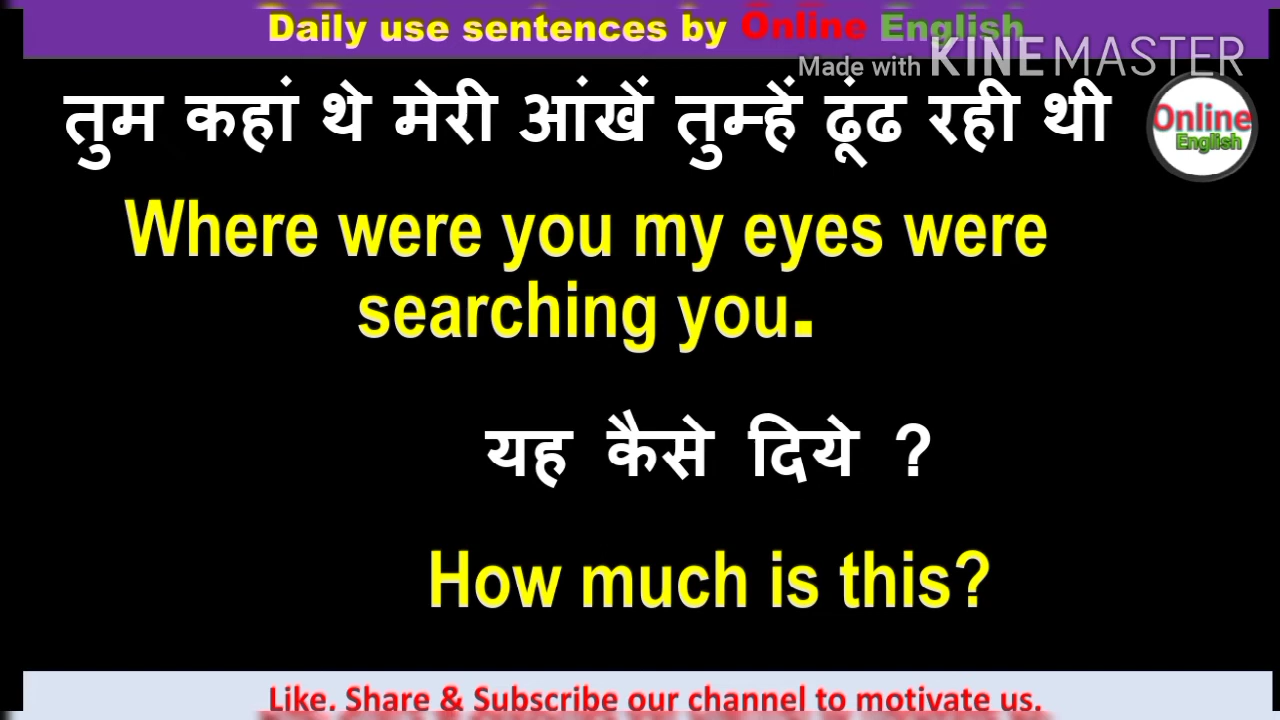 Daily use sentences by Online English
Made with KINEMASTER
तुम कहां थे मेरी आंखें तुम्हें ढूंढ रही थी
Online
English
Where were you my eyes were
searching you.
यह कैसे दिये ?
How much is this?
Like, Share & Subscribe our channel to motivate us.